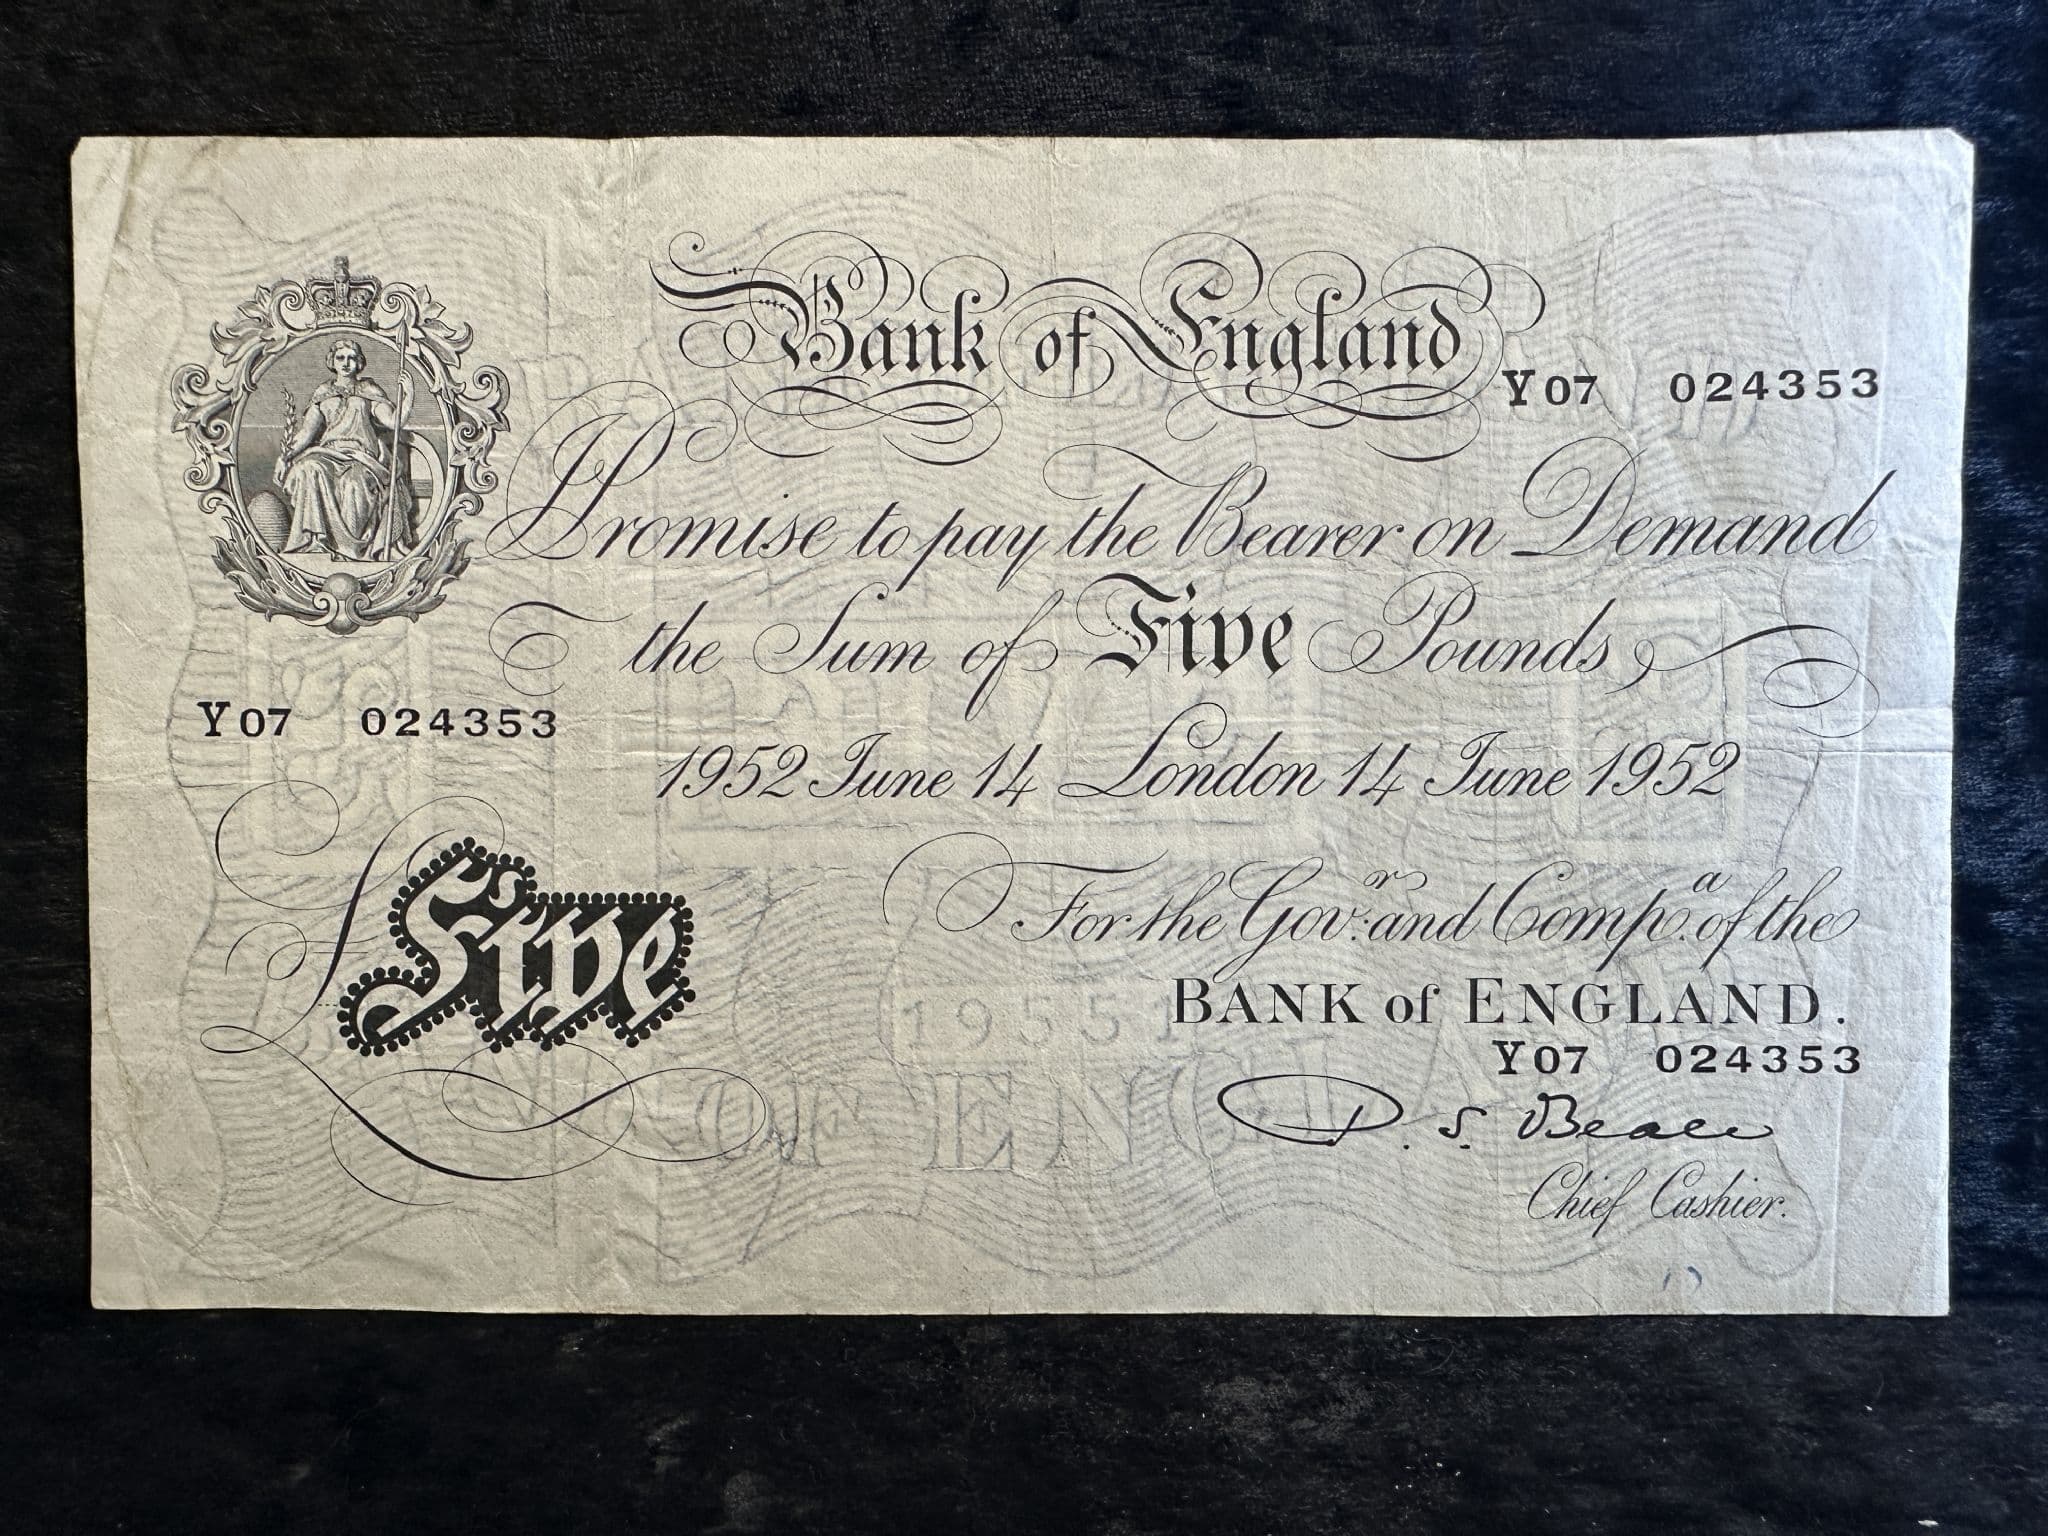 Bank of England
Y07 024353
I Promise to pay the Bearer on Demand
the Sum of Five Pounds
Y07 024353
1952 June 14 London 14 June 1952
£Five
For the Govr. and Compa. of the
BANK of ENGLAND.
Y07 024353
P. S. Beale
Chief Cashier.
OF ENGLAND